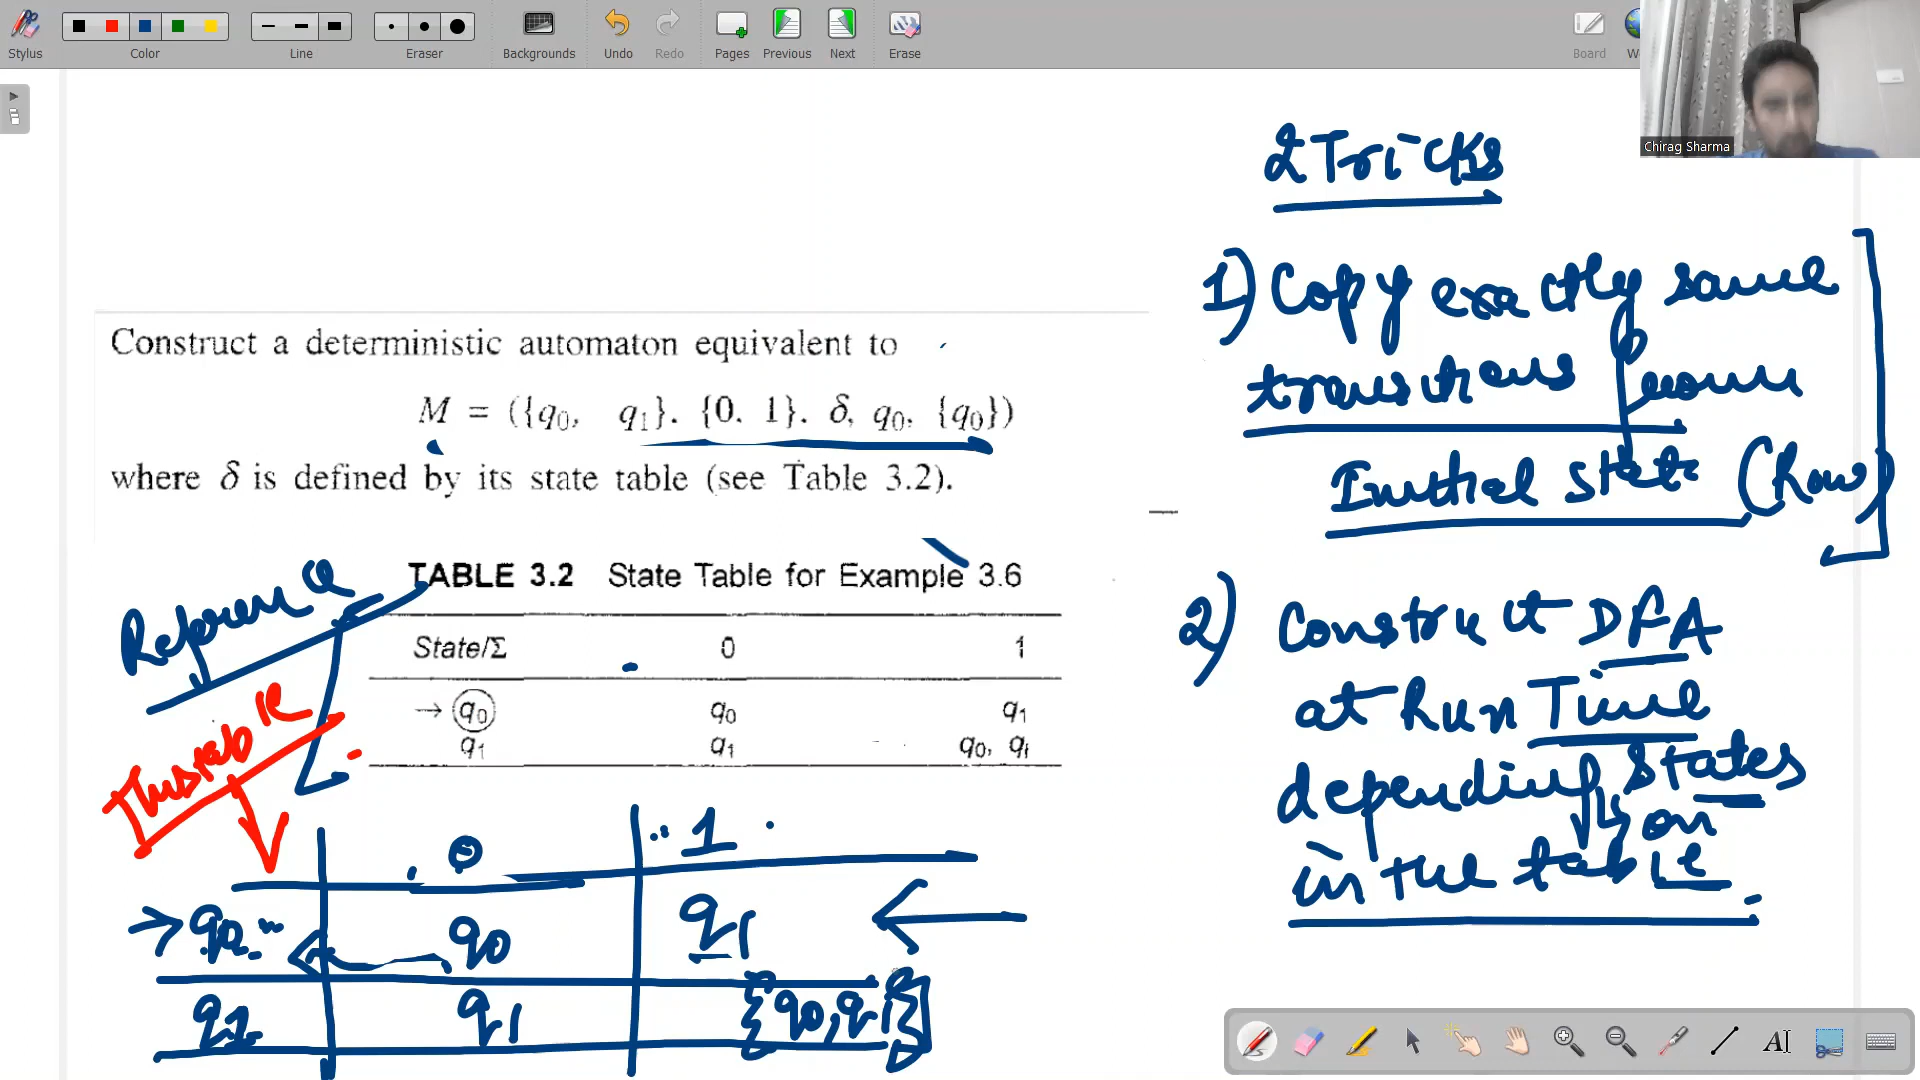 Stylus
Color
Line
Eraser
Backgrounds
Undo
Redo
Pages
Previous
Next
Erase
Board
Chirag Sharma
2 Tricks
1) Copy exactly same
transitions from
Initial state (Row)
2) Construct DFA
at Run Time
depending states
on
in the table.
Construct a deterministic automaton equivalent to
M = ({q0, q1}. {0. 1}. δ, q0, {q0})
where δ is defined by its state table (see Table 3.2).
Reference
TABLE 3.2 State Table for Example 3.6
State/Σ 0 1
→ q0 q0 q1
q1 q1 q0, q1
This table
0 1
→ q0 q0 q1
q1 q1 {q0, q1}
AI